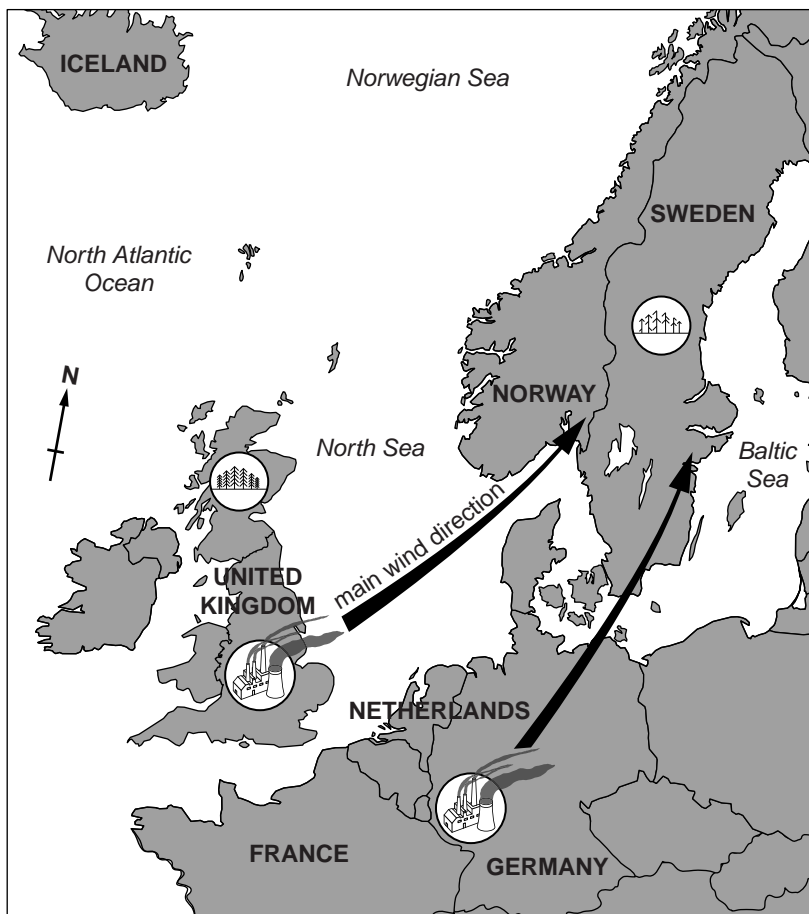 ICELAND
Norwegian Sea
SWEDEN
North Atlantic
Ocean
N
NORWAY
North Sea
Baltic
Sea
main wind direction
UNITED
KINGDOM
NETHERLANDS
FRANCE
GERMANY